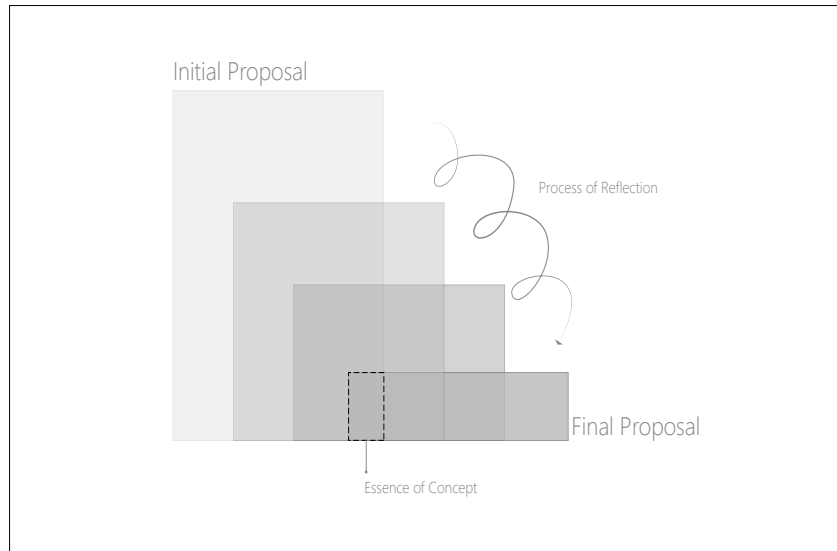 Initial Proposal
Process of Reflection
Final Proposal
Essence of Concept